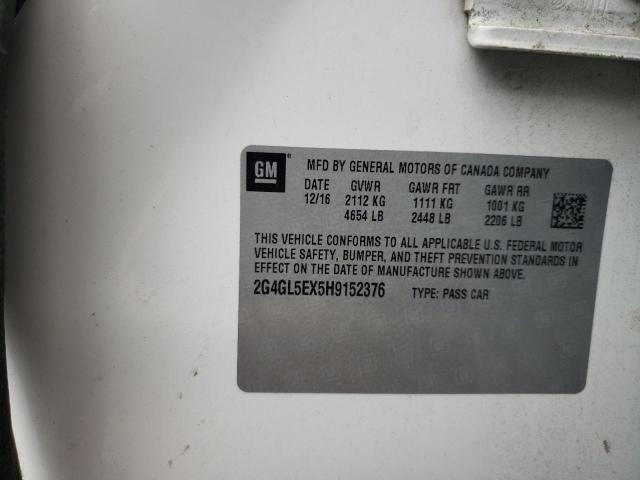 GM
MFD BY GENERAL MOTORS OF CANADA COMPANY
DATE GVWR GAWR FRT GAWR RR
12/16 2112 KG 1111 KG 1001 KG
4654 LB 2448 LB 2206 LB
THIS VEHICLE CONFORMS TO ALL APPLICABLE U.S. FEDERAL MOTOR
VEHICLE SAFETY, BUMPER, AND THEFT PREVENTION STANDARDS IN
EFFECT ON THE DATE OF MANUFACTURE SHOWN ABOVE.
2G4GL5EX5H9152376 TYPE: PASS CAR